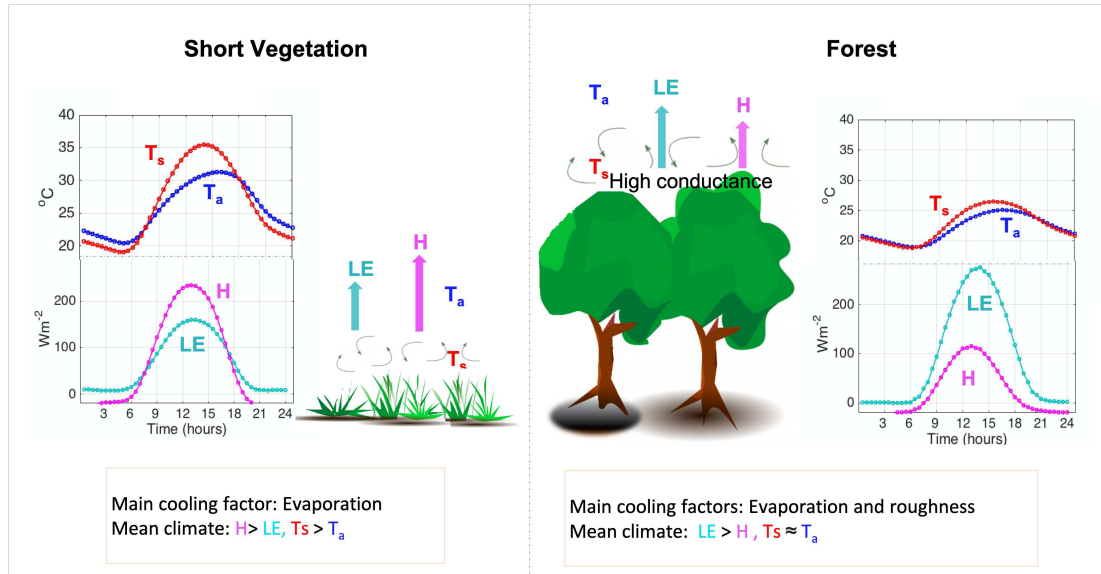 Short Vegetation
40
35
30
25
20
°C
Ts
Ta
200
100
0
Wm-2
H
LE
3 6 9 12 15 18 21 24
Time (hours)
LE
H
Ta
Ts
Main cooling factor: Evaporation
Mean climate: H> LE, Ts > Ta
Forest
Ta
LE
H
Ts
High conductance
40
35
30
25
20
°C
Ts
Ta
200
100
0
Wm-2
LE
H
3 6 9 12 15 18 21 24
Time (hours)
Main cooling factors: Evaporation and roughness
Mean climate: LE > H , Ts ≈ Ta